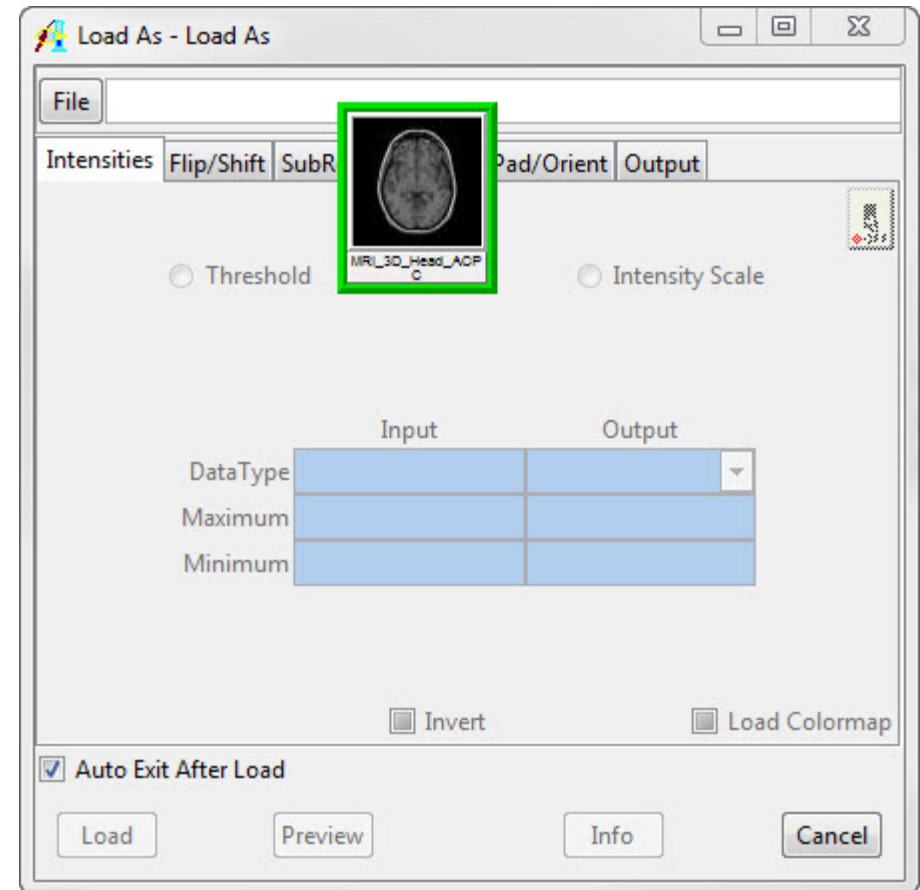 Load As - Load As
File
Intensities Flip/Shift SubR Pad/Orient Output
MRI_3D_Head_ACP
C
Threshold Intensity Scale
Input Output
DataType
Maximum
Minimum
Invert Load Colormap
Auto Exit After Load
Load Preview Info Cancel